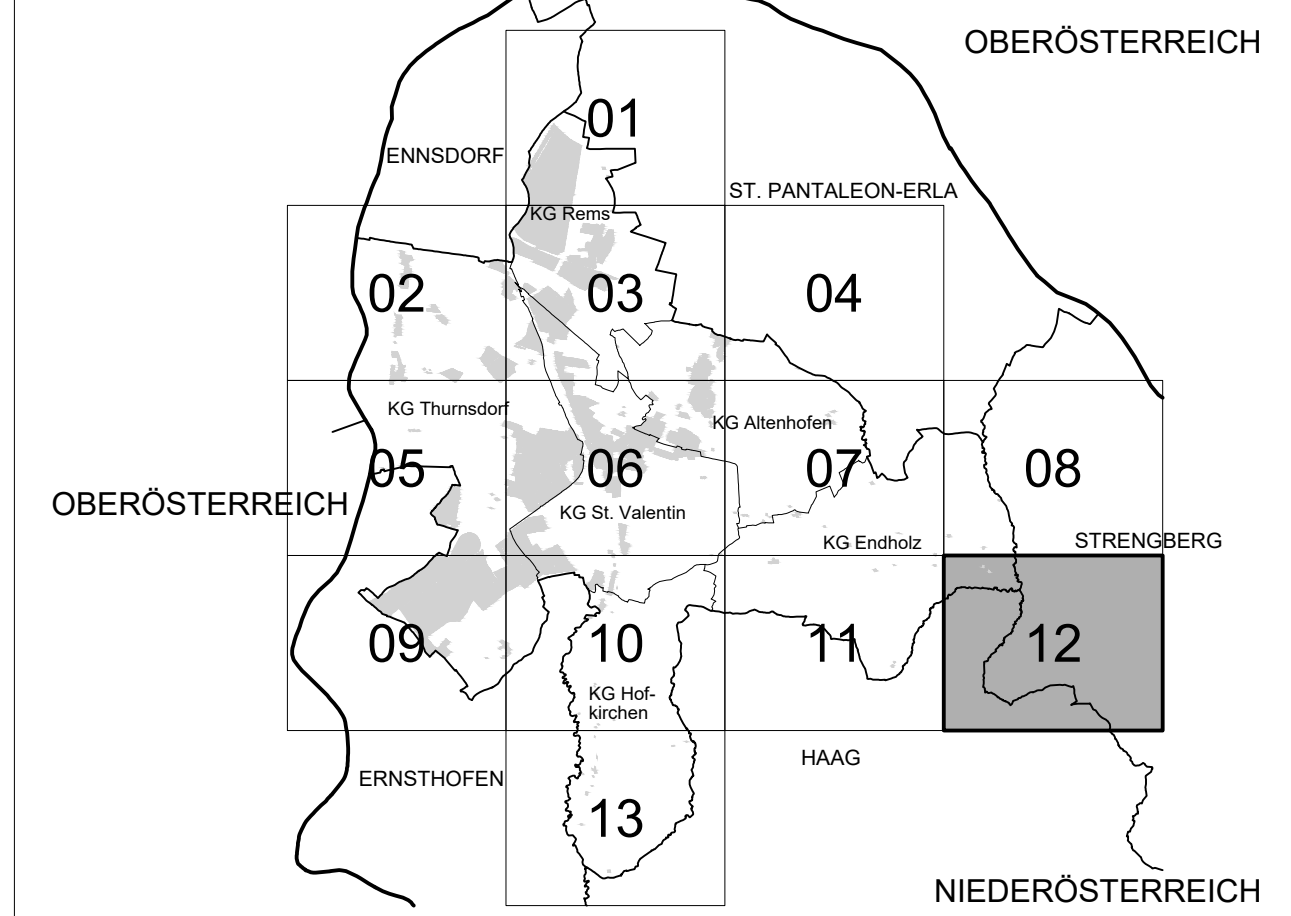 OBERÖSTERREICH
01
ENNSDORF
ST. PANTALEON-ERLA
KG Rems
02
03
04
KG Thurnsdorf
KG Altenhofen
05
06
07
08
OBERÖSTERREICH
KG St. Valentin
KG Endholz
STRENGBERG
09
10
11
12
KG Hof-
kirchen
HAAG
ERNSTHOFEN
13
NIEDERÖSTERREICH